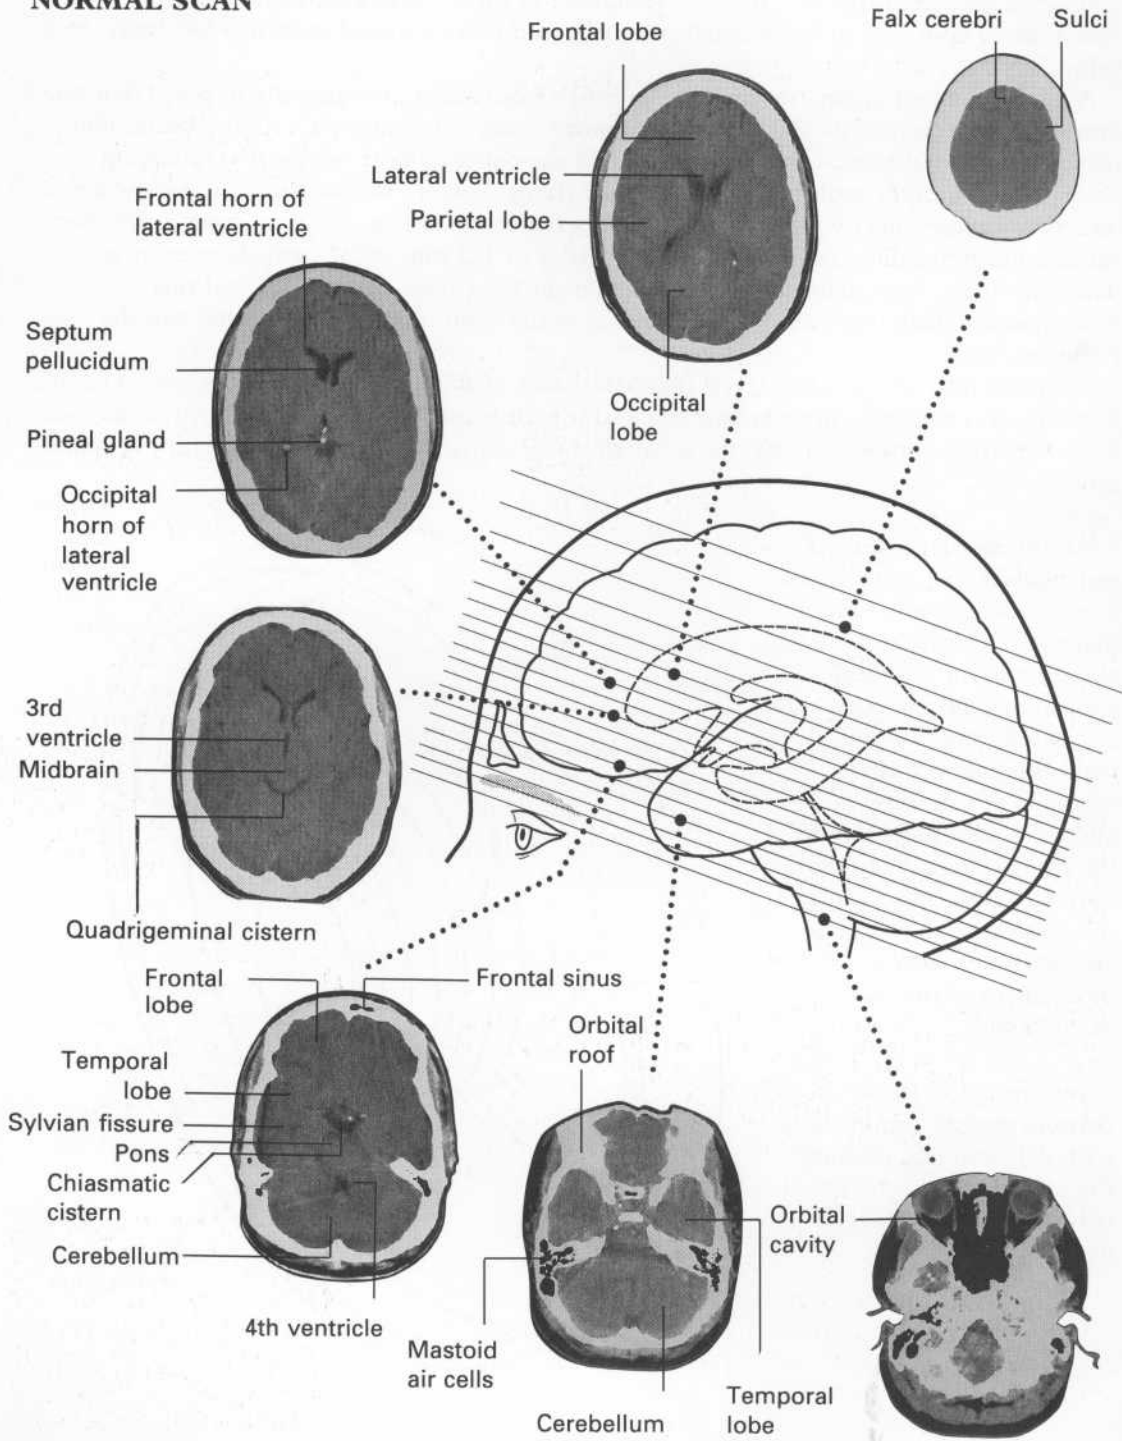 NORMAL SCAN
Frontal lobe
Falx cerebri
Sulci
Lateral ventricle
Parietal lobe
Occipital
lobe
Frontal horn of
lateral ventricle
Septum
pellucidum
Pineal gland
Occipital
horn of
lateral
ventricle
3rd
ventricle
Midbrain
Quadrigeminal cistern
Frontal
lobe
Frontal sinus
Temporal
lobe
Sylvian fissure
Pons
Chiasmatic
cistern
Cerebellum
4th ventricle
Orbital
roof
Mastoid
air cells
Cerebellum
Temporal
lobe
Orbital
cavity